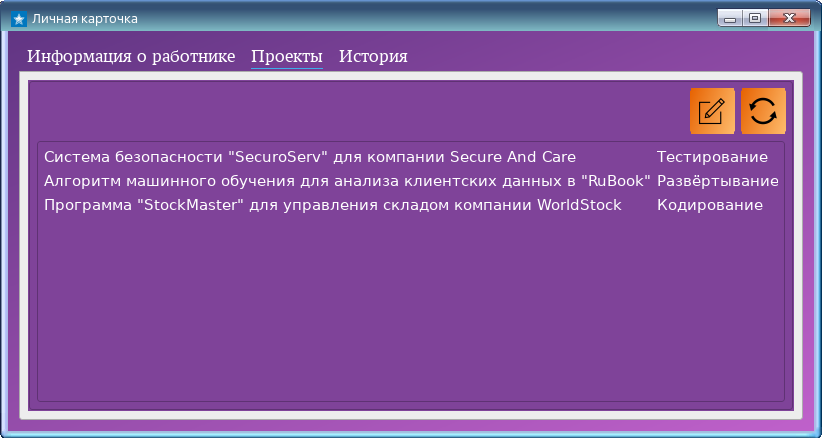 Личная карточка
Информация о работнике Проекты История
Система безопасности "SecuroServ" для компании Secure And Care Тестирование
Алгоритм машинного обучения для анализа клиентских данных в "RuBook" Развёртывание
Программа "StockMaster" для управления складом компании WorldStock Кодирование